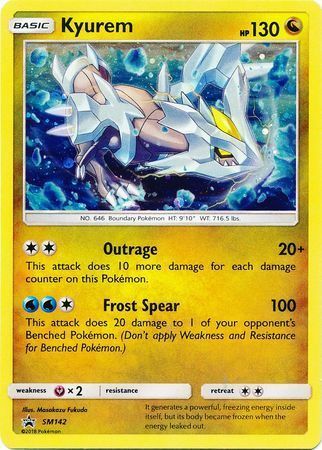 BASIC Kyurem HP 130
NO. 646 Boundary Pokémon HT: 9'10" WT: 716.5 lbs.
Outrage 20+
This attack does 10 more damage for each damage
counter on this Pokémon.
Frost Spear 100
This attack does 20 damage to 1 of your opponent's
Benched Pokémon. (Don't apply Weakness and Resistance
for Benched Pokémon.)
weakness × 2 resistance retreat
Illus. Masakazu Fukuda
SM142
©2018 Pokémon
PROMO
It generates a powerful, freezing energy inside
itself, but its body became frozen when the
energy leaked out.